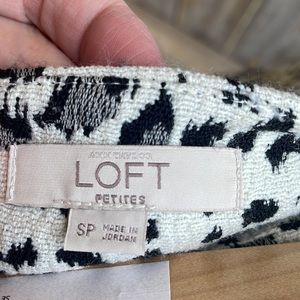 LOFT
PETITES
SP MADE IN
JORDAN